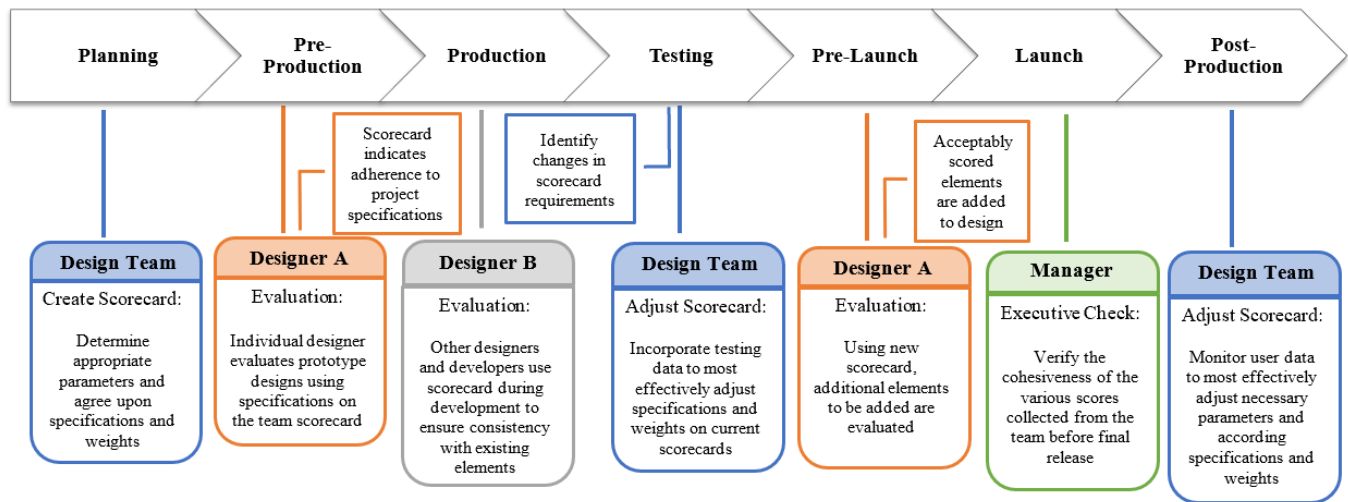 Planning
Pre-
Production
Production
Testing
Pre-Launch
Launch
Post-
Production
Scorecard
indicates
adherence to
project
specifications
Identify
changes in
scorecard
requirements
Acceptably
scored
elements
are added
to design
Design Team
Create Scorecard:
Determine
appropriate
parameters and
agree upon
specifications and
weights
Designer A
Evaluation:
Individual designer
evaluates prototype
designs using
specifications on
the team scorecard
Designer B
Evaluation:
Other designers
and developers use
scorecard during
development to
ensure consistency
with existing
elements
Design Team
Adjust Scorecard:
Incorporate testing
data to most
effectively adjust
specifications and
weights on current
scorecards
Designer A
Evaluation:
Using new
scorecard,
additional elements
to be added are
evaluated
Manager
Executive Check:
Verify the
cohesiveness of the
various scores
collected from the
team before final
release
Design Team
Adjust Scorecard:
Monitor user data
to most effectively
adjust necessary
parameters and
according
specifications and
weights